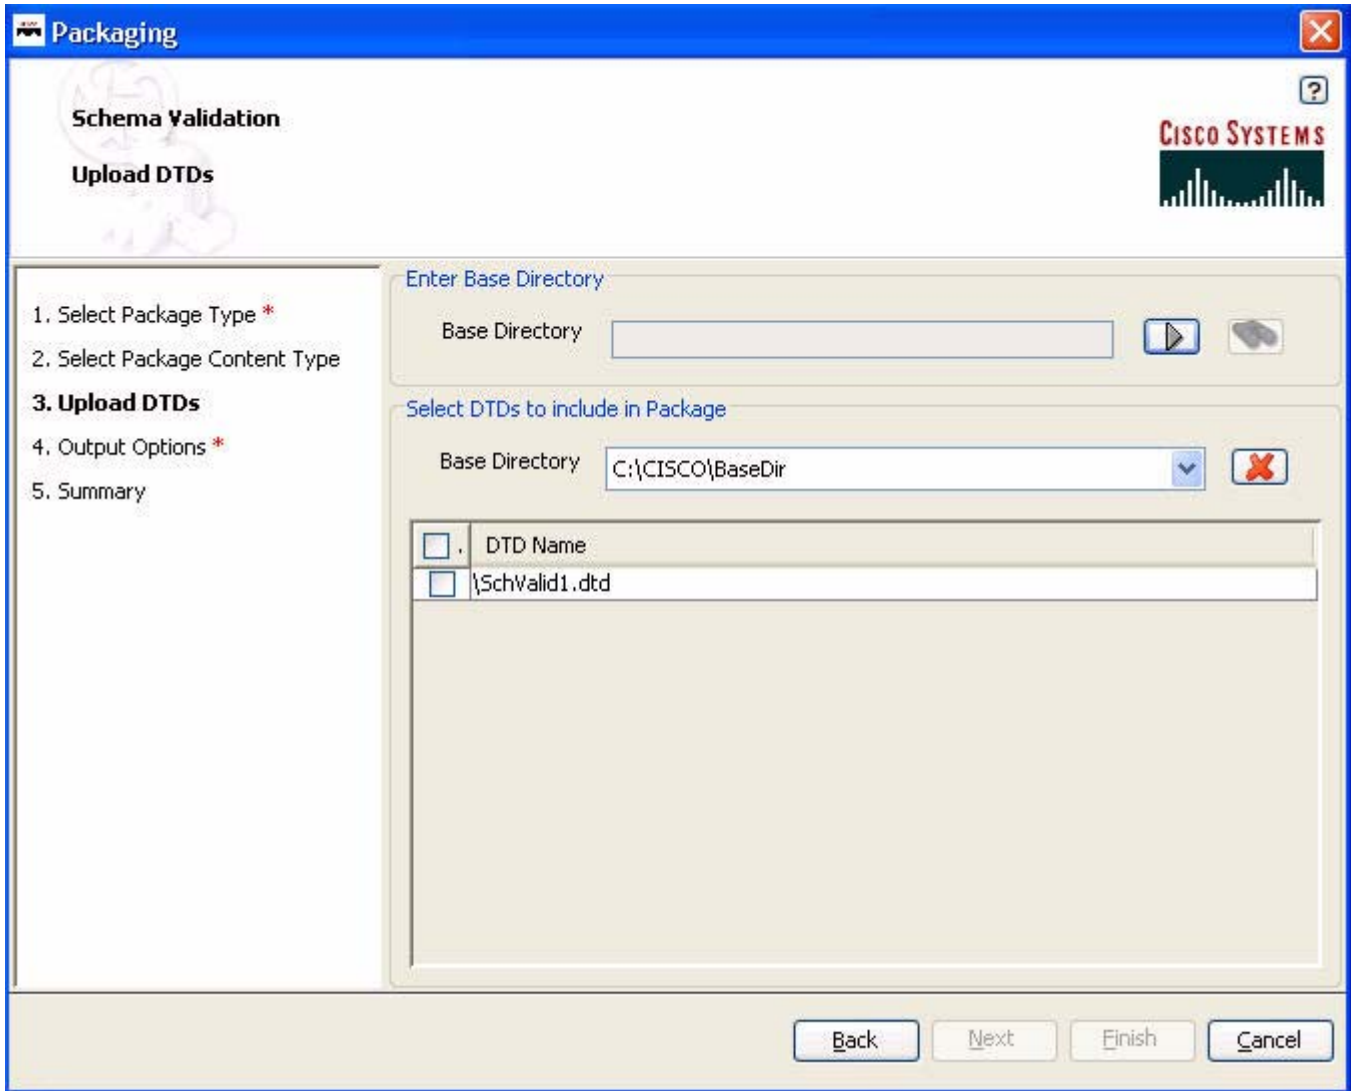 Packaging
Schema Validation
Upload DTDs
?
CISCO SYSTEMS
1. Select Package Type *
2. Select Package Content Type
3. Upload DTDs
4. Output Options *
5. Summary
Enter Base Directory
Base Directory
Select DTDs to include in Package
Base Directory C:\CISCO\BaseDir
. DTD Name
\SchValid1.dtd
Back Next Finish Cancel